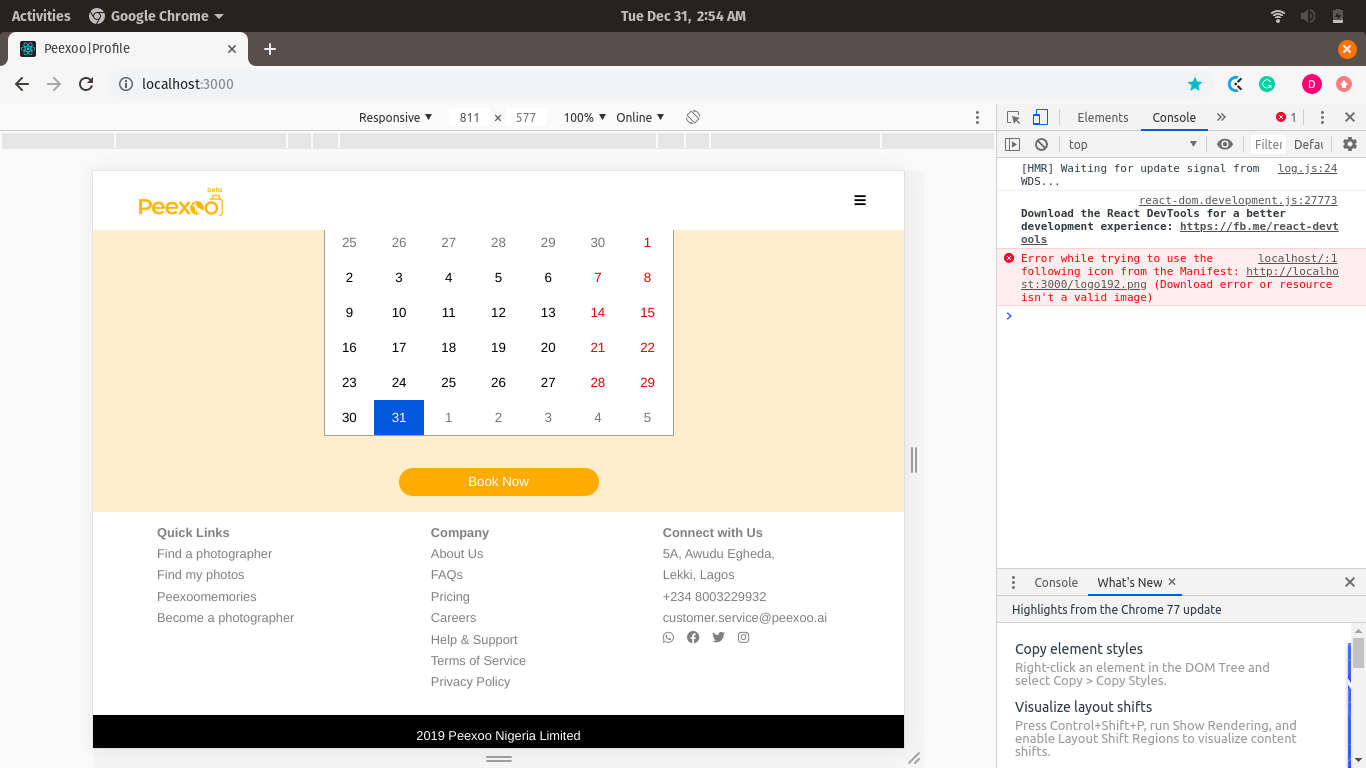 Activities
Google Chrome
Tue Dec 31, 2:54 AM
Peexoo|Profile
localhost:3000
D
Responsive
811 × 577
100%
Online
beta
Peexoo
25 26 27 28 29 30 1
2 3 4 5 6 7 8
9 10 11 12 13 14 15
16 17 18 19 20 21 22
23 24 25 26 27 28 29
30 31 1 2 3 4 5
Book Now
Quick Links
Find a photographer
Find my photos
Peexoomemories
Become a photographer
Company
About Us
FAQs
Pricing
Careers
Help & Support
Terms of Service
Privacy Policy
Connect with Us
5A, Awudu Egheda,
Lekki, Lagos
+234 8003229932
customer.service@peexoo.ai
2019 Peexoo Nigeria Limited
Elements
Console
» 1
top
Filter
Defau
[HMR] Waiting for update signal from log.js:24
WDS...
react-dom.development.js:27773
Download the React DevTools for a better
development experience: https://fb.me/react-devt
ools
Error while trying to use the localhost/:1
following icon from the Manifest: http://localho
st:3000/logo192.png (Download error or resource
isn't a valid image)
Console
What's New
Highlights from the Chrome 77 update
Copy element styles
Right-click an element in the DOM Tree and
select Copy > Copy Styles.
Visualize layout shifts
Press Control+Shift+P, run Show Rendering, and
enable Layout Shift Regions to visualize content
shifts.